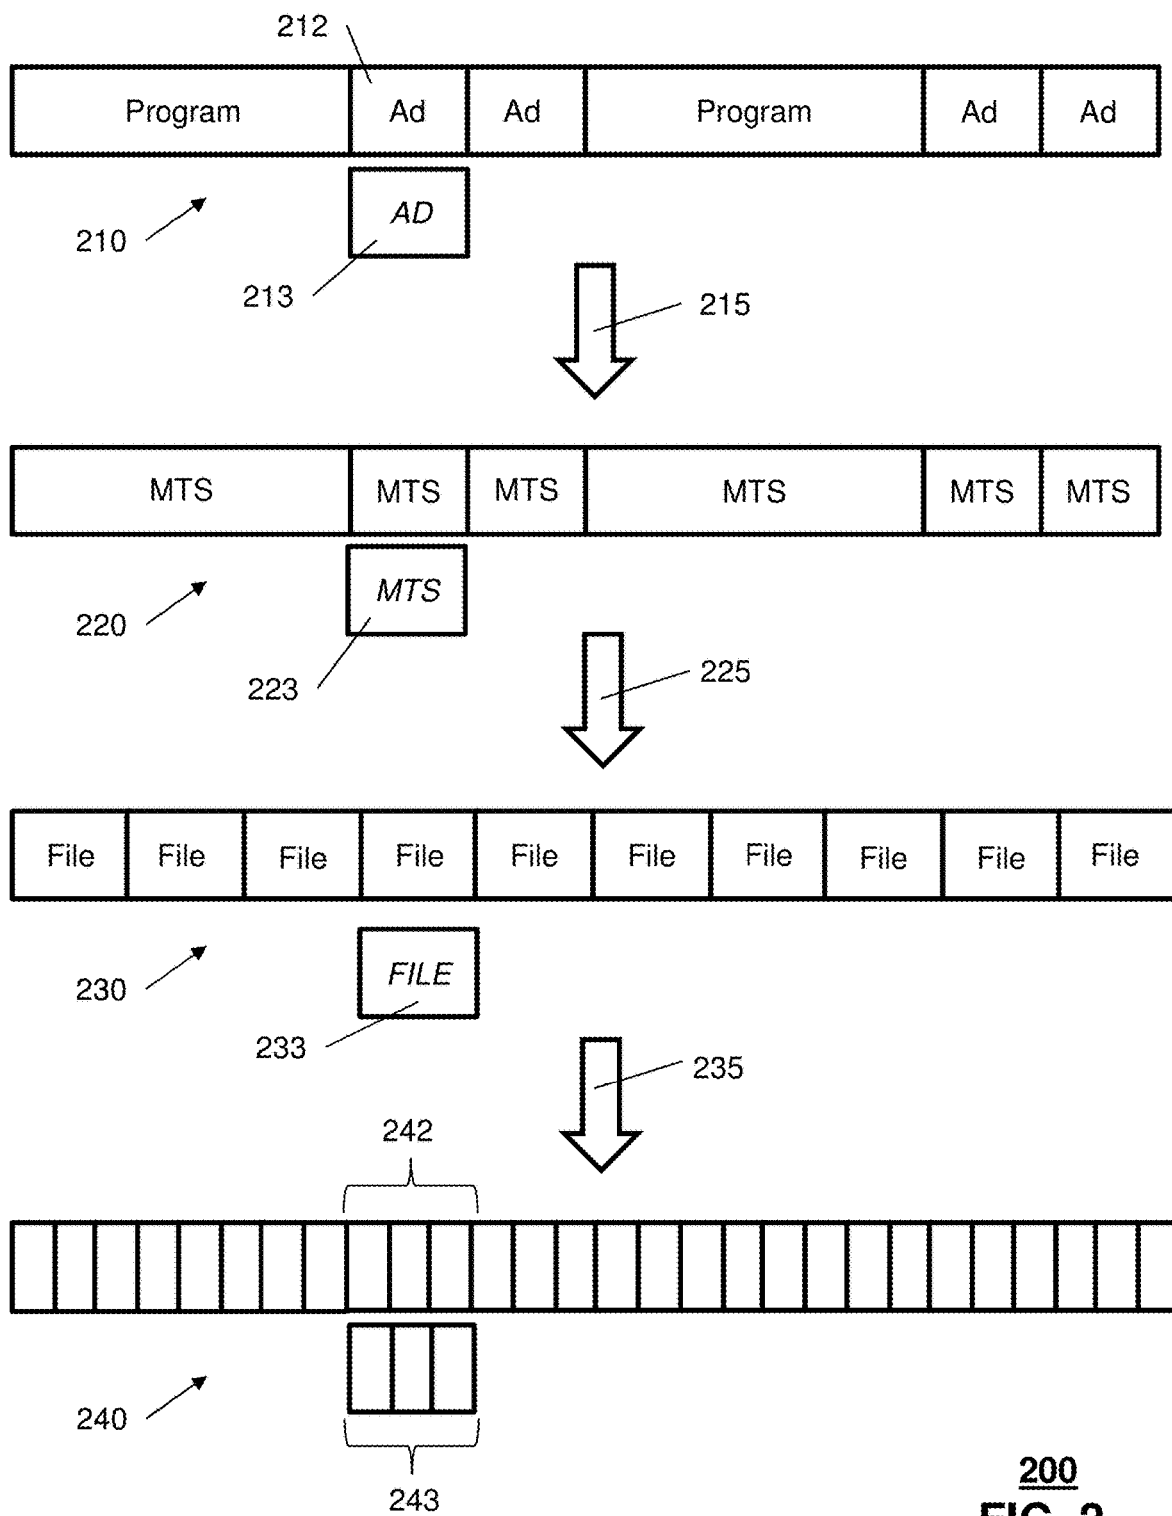 212
Program Ad Ad Program Ad Ad
AD
210
213
215
MTS MTS MTS MTS MTS MTS
MTS
220
223
225
File File File File File File File File File File
FILE
230
233
235
242
240
243
200
FIG. 2